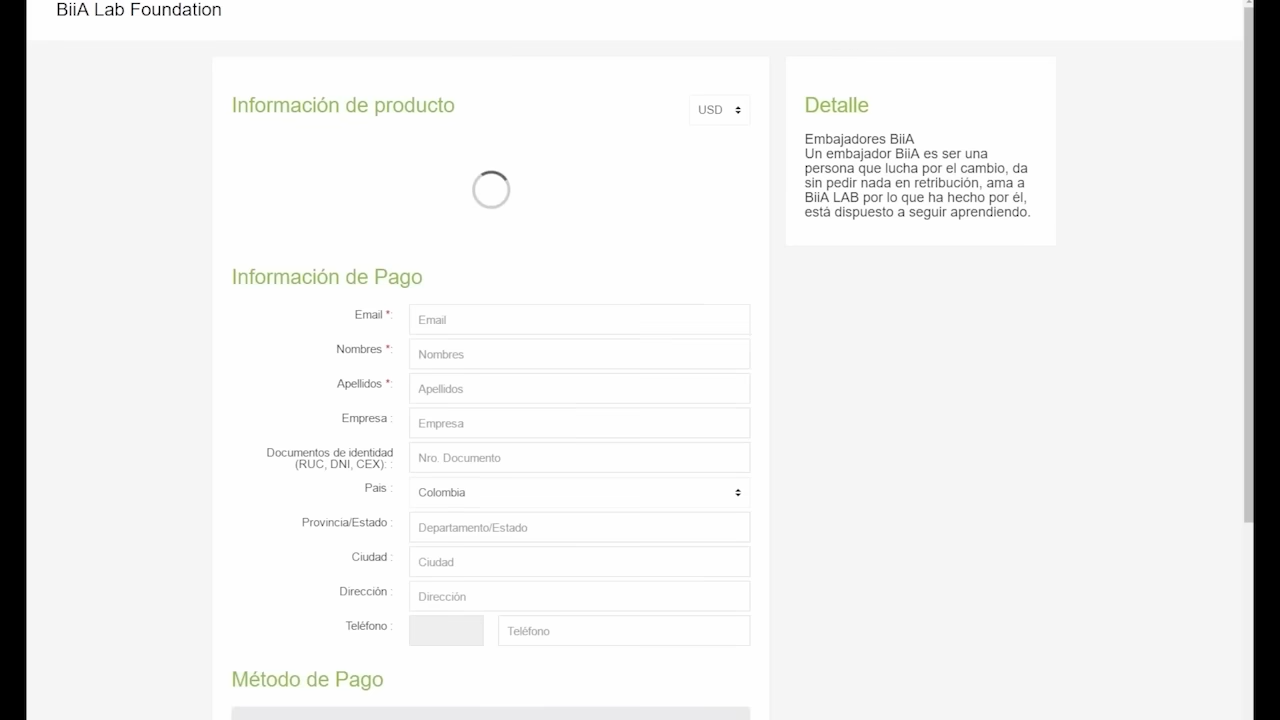 BiiA Lab Foundation
Información de producto
USD
Información de Pago
Email *:
Email
Nombres *:
Nombres
Apellidos *:
Apellidos
Empresa :
Empresa
Documentos de identidad
(RUC, DNI, CEX): :
Nro. Documento
Pais :
Colombia
Provincia/Estado :
Departamento/Estado
Ciudad :
Ciudad
Dirección :
Dirección
Teléfono :
Teléfono
Método de Pago
Detalle
Embajadores BiiA
Un embajador BiiA es ser una
persona que lucha por el cambio, da
sin pedir nada en retribución, ama a
BiiA LAB por lo que ha hecho por él,
está dispuesto a seguir aprendiendo.